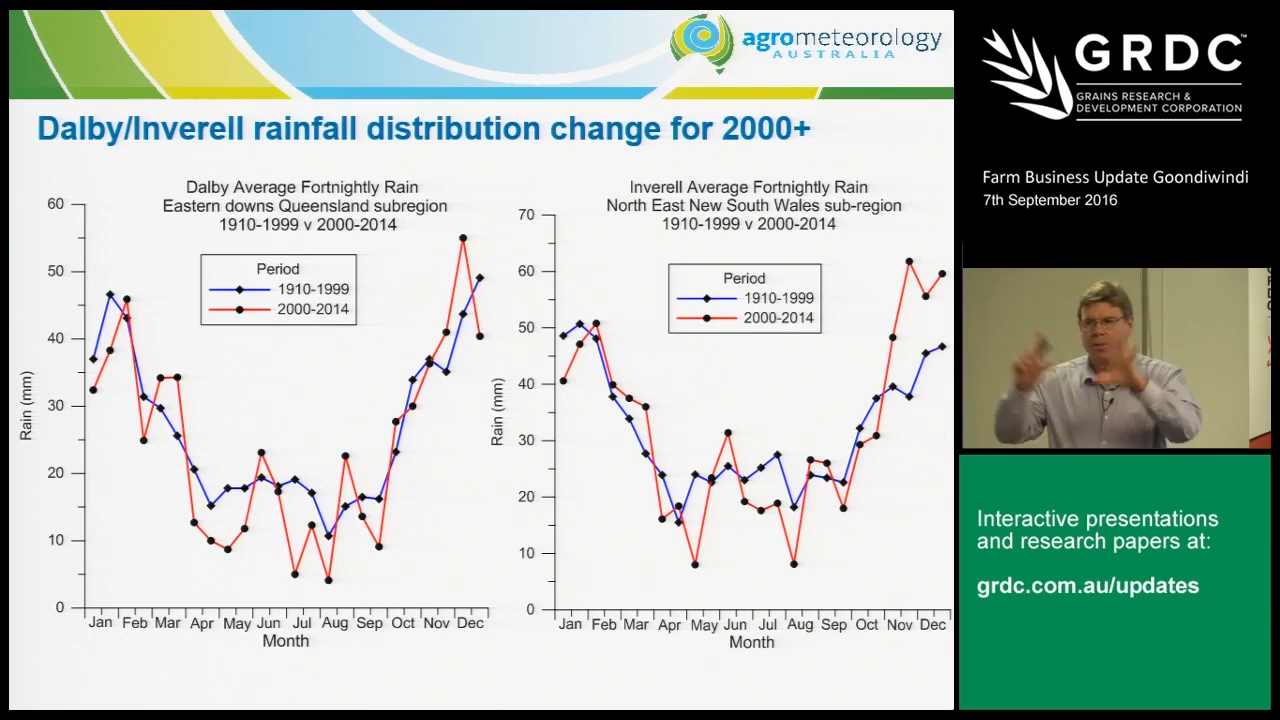 agrometeorology
AUSTRALIA
Dalby/Inverell rainfall distribution change for 2000+
Dalby Average Fortnightly Rain
Eastern downs Queensland subregion
1910-1999 v 2000-2014
Period
1910-1999
2000-2014
60
50
40
30
20
10
0
Rain (mm)
Jan Feb Mar Apr May Jun Jul Aug Sep Oct Nov Dec
Month
Inverell Average Fortnightly Rain
North East New South Wales sub-region
1910-1999 v 2000-2014
Period
1910-1999
2000-2014
70
60
50
40
30
20
10
0
Rain (mm)
Jan Feb Mar Apr May Jun Jul Aug Sep Oct Nov Dec
Month
GRDC™
GRAINS RESEARCH &
DEVELOPMENT CORPORATION
Farm Business Update Goondiwindi
7th September 2016
Interactive presentations
and research papers at:
grdc.com.au/updates